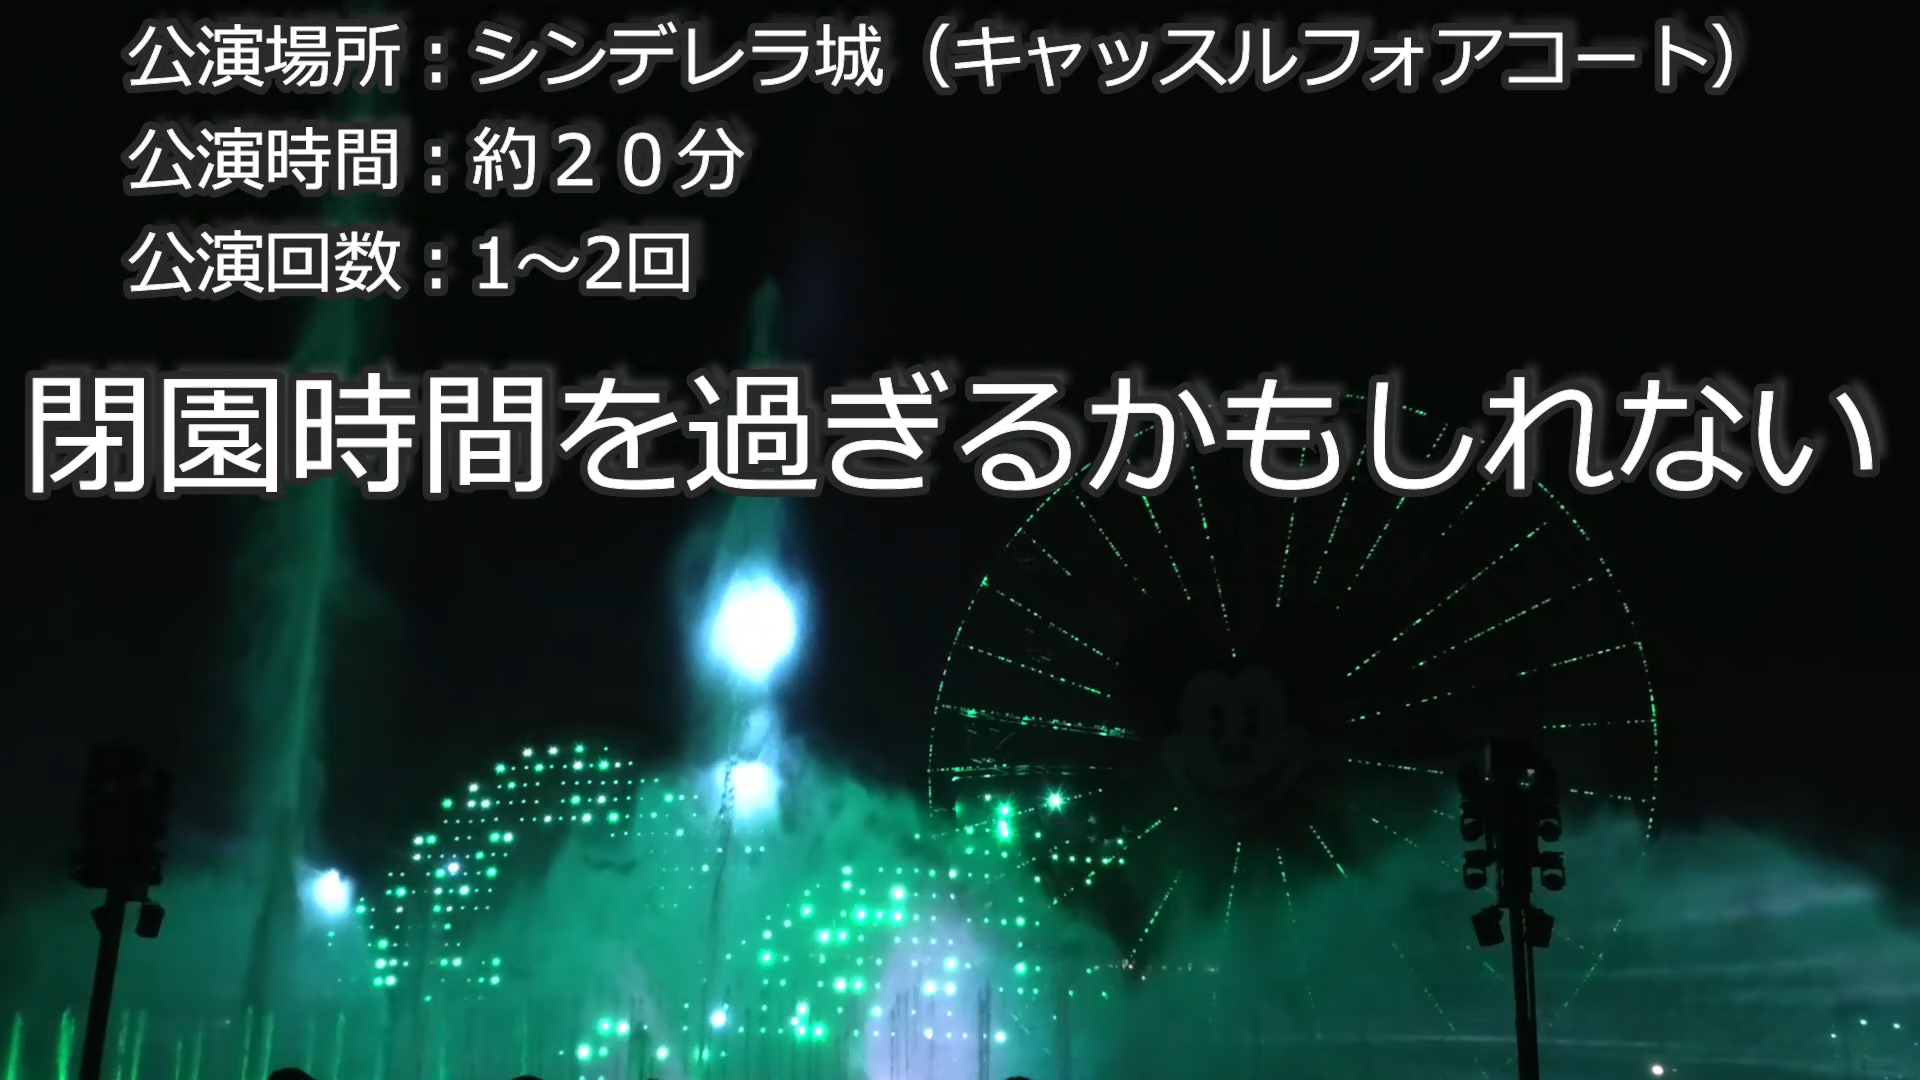 公演場所：シンデレラ城（キャッスルフォアコート）
公演時間：約２０分
公演回数：1～2回
閉園時間を過ぎるかもしれない